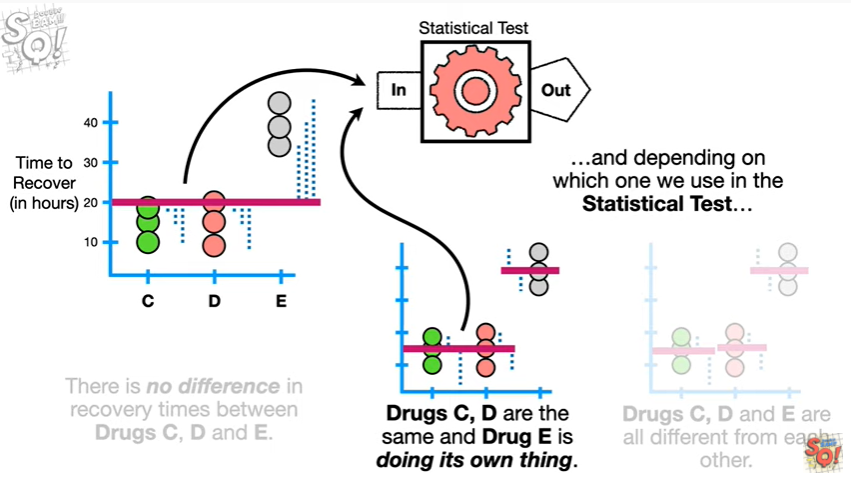 SQ!
Statistical Test
In
Out
40
Time to
Recover
(in hours)
30
20
10
C
D
E
…and depending on
which one we use in the
Statistical Test…
There is no difference in
recovery times between
Drugs C, D and E.
Drugs C, D are the
same and Drug E is
doing its own thing.
Drugs C, D and E are
all different from each
other.
SQ!